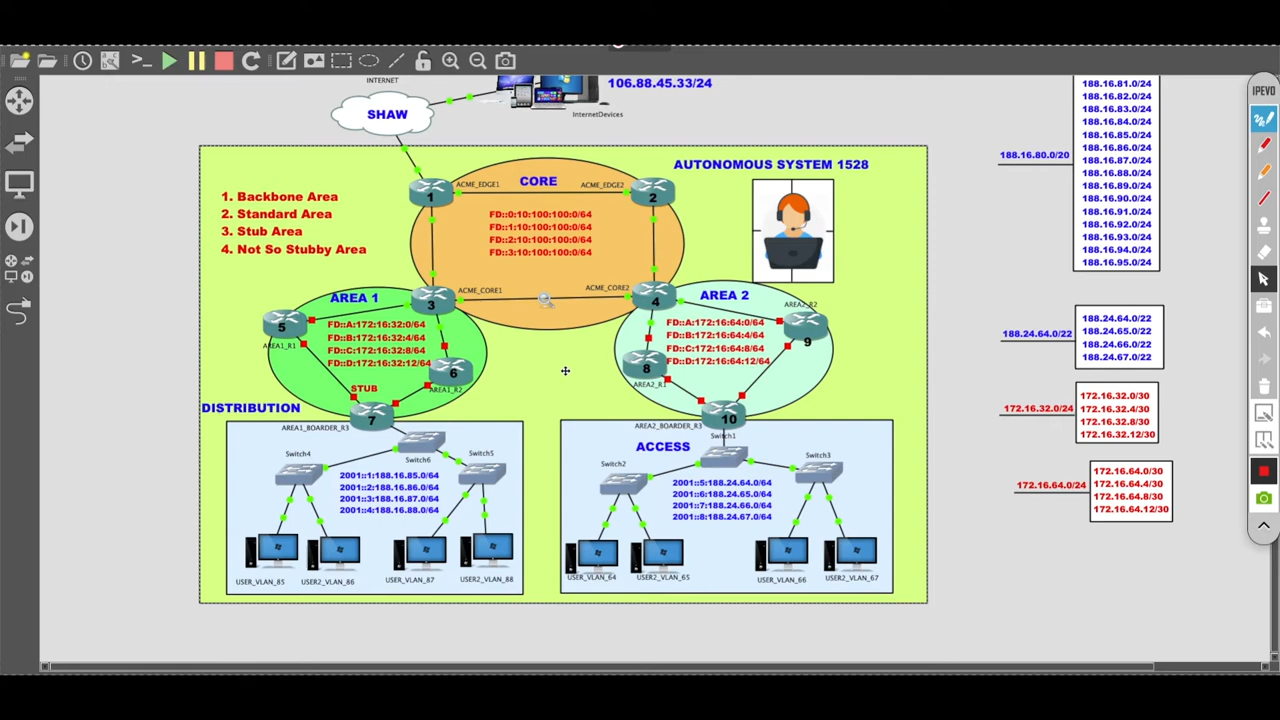 IPEVO
INTERNET
106.88.45.33/24
SHAW
InternetDevices
AUTONOMOUS SYSTEM 1528
1. Backbone Area
2. Standard Area
3. Stub Area
4. Not So Stubby Area
CORE
ACME_EDGE1
ACME_EDGE2
1
2
FD::0:10:100:100:0/64
FD::1:10:100:100:0/64
FD::2:10:100:100:0/64
FD::3:10:100:100:0/64
ACME_CORE1
ACME_CORE2
3
4
AREA 1
5
AREA1_R1
FD::A:172:16:32:0/64
FD::B:172:16:32:4/64
FD::C:172:16:32:8/64
FD::D:172:16:32:12/64
6
AREA1_R2
STUB
7
AREA1_BOARDER_R3
AREA 2
AREA2_R2
9
FD::A:172:16:64:0/64
FD::B:172:16:64:4/64
FD::C:172:16:64:8/64
FD::D:172:16:64:12/64
8
AREA2_R1
10
AREA2_BOARDER_R3
DISTRIBUTION
Switch6
Switch4
Switch5
2001::1:188.16.85.0/64
2001::2:188.16.86.0/64
2001::3:188.16.87.0/64
2001::4:188.16.88.0/64
USER_VLAN_85
USER2_VLAN_86
USER_VLAN_87
USER2_VLAN_88
ACCESS
Switch1
Switch2
Switch3
2001::5:188.24.64.0/64
2001::6:188.24.65.0/64
2001::7:188.24.66.0/64
2001::8:188.24.67.0/64
USER_VLAN_64
USER2_VLAN_65
USER_VLAN_66
USER2_VLAN_67
188.16.80.0/20
188.16.81.0/24
188.16.82.0/24
188.16.83.0/24
188.16.84.0/24
188.16.85.0/24
188.16.86.0/24
188.16.87.0/24
188.16.88.0/24
188.16.89.0/24
188.16.90.0/24
188.16.91.0/24
188.16.92.0/24
188.16.93.0/24
188.16.94.0/24
188.16.95.0/24
188.24.64.0/22
188.24.64.0/22
188.24.65.0/22
188.24.66.0/22
188.24.67.0/22
172.16.32.0/24
172.16.32.0/30
172.16.32.4/30
172.16.32.8/30
172.16.32.12/30
172.16.64.0/24
172.16.64.0/30
172.16.64.4/30
172.16.64.8/30
172.16.64.12/30